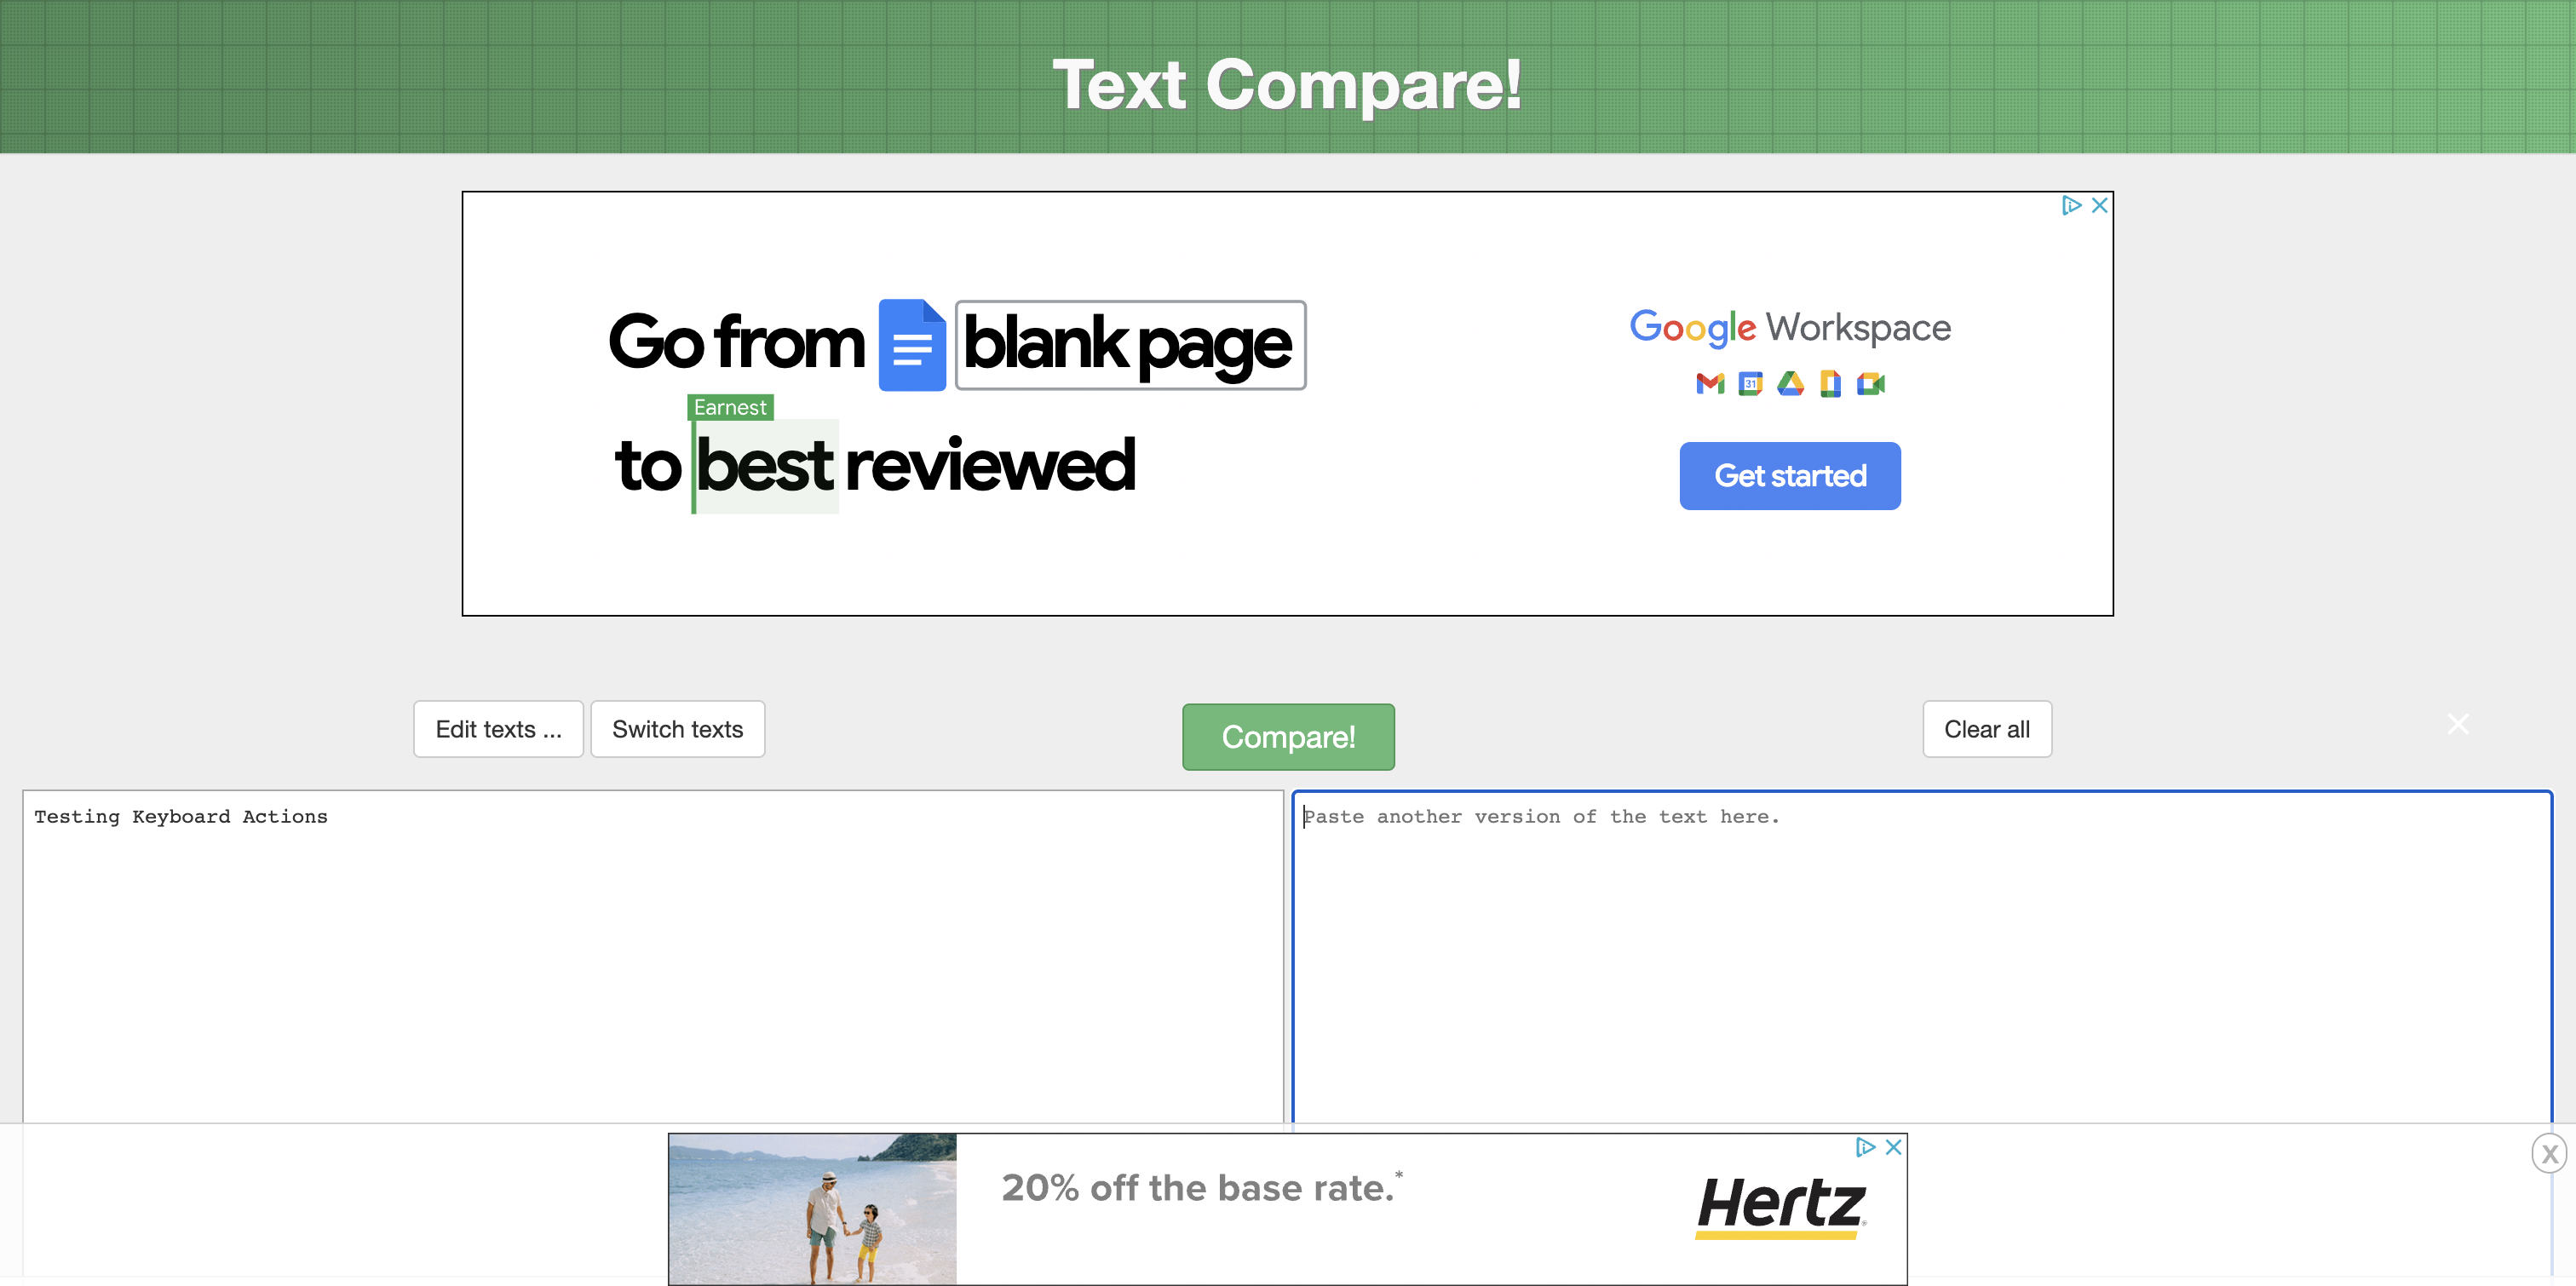 Text Compare!
Go from blank page
Earnest
to best reviewed
Google Workspace
31
Get started
Edit texts ...
Switch texts
Compare!
Clear all
Testing Keyboard Actions
Paste another version of the text here.
20% off the base rate.*
Hertz
X